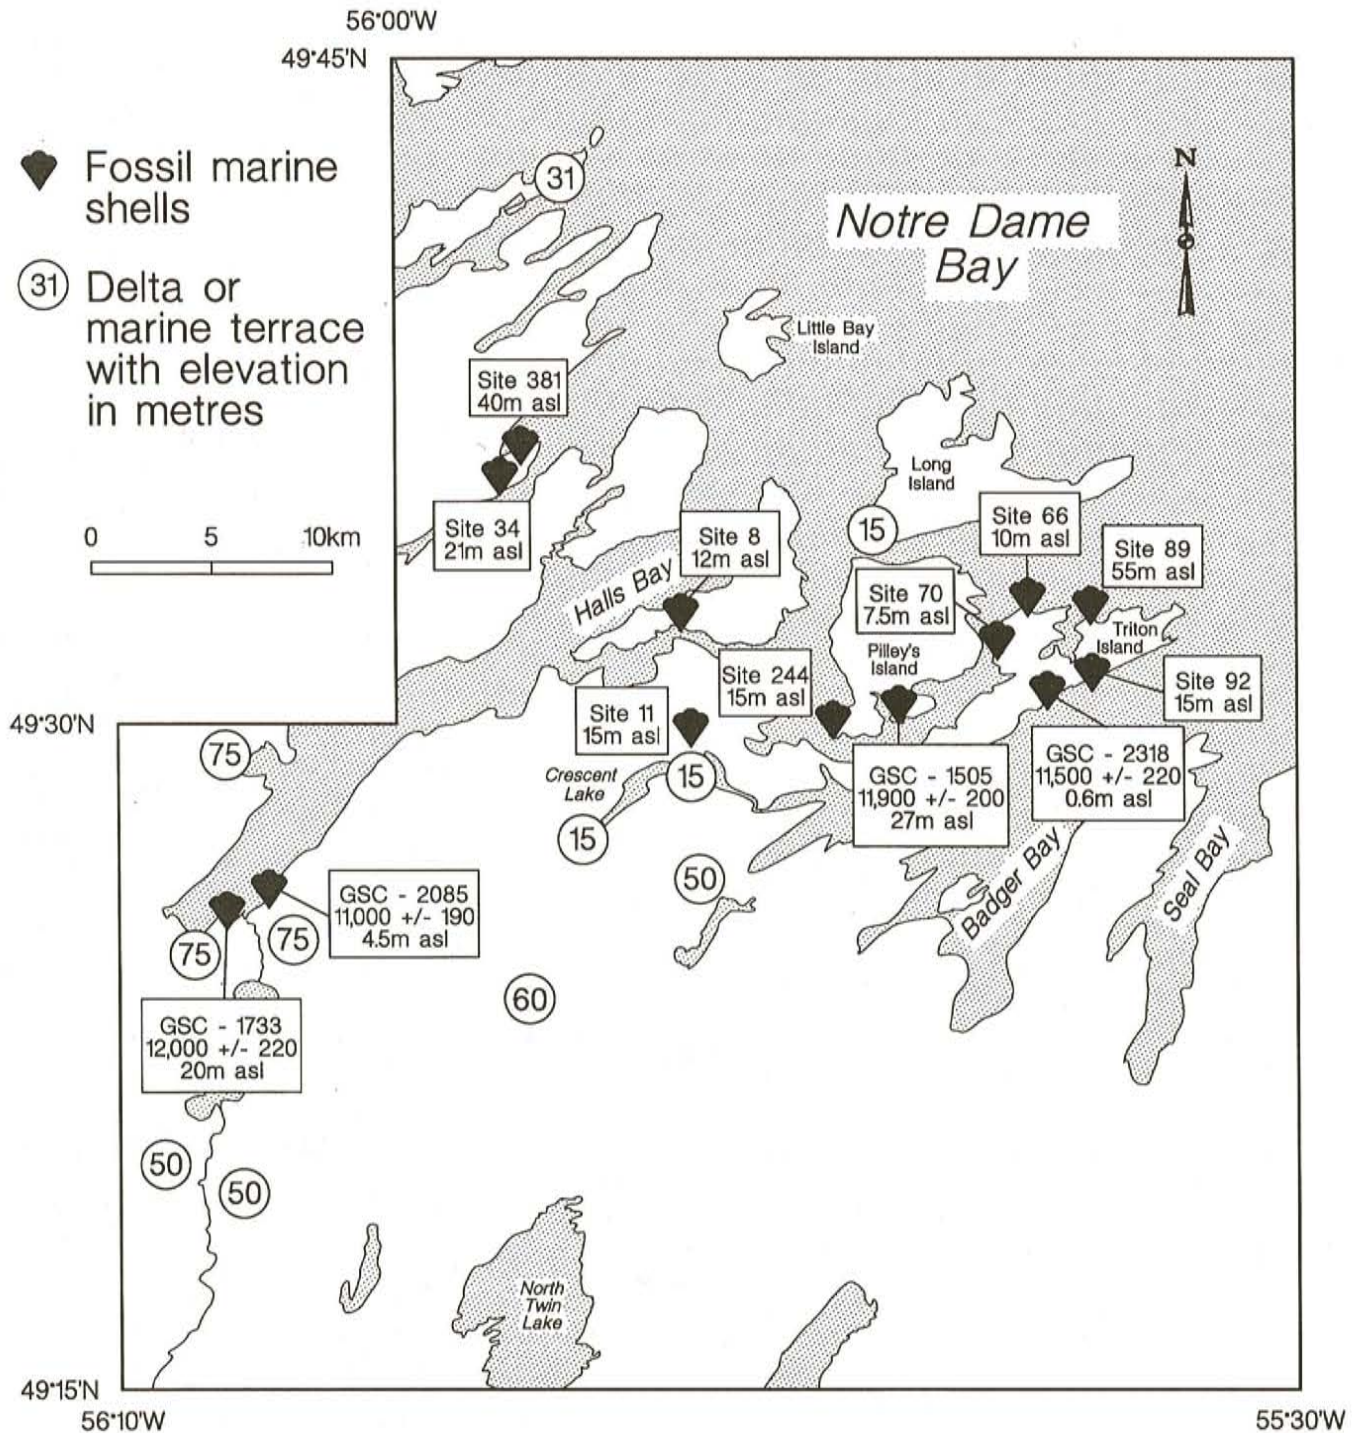 56°00'W
49°45'N
Fossil marine
shells
31
Delta or
marine terrace
with elevation
in metres
0 5 10km
31
N
Notre Dame
Bay
Little Bay
Island
Site 381
40m asl
Long
Island
Site 34
21m asl
Site 8
12m asl
15
Site 66
10m asl
Site 89
55m asl
Halls Bay
Site 70
7.5m asl
Triton
Island
Pilley's
Island
Site 244
15m asl
Site 92
15m asl
Site 11
15m asl
49°30'N
75
Crescent
Lake
15
GSC - 1505
11,900 +/- 200
27m asl
GSC - 2318
11,500 +/- 220
0.6m asl
15
50
Badger Bay
Seal Bay
GSC - 2085
11,000 +/- 190
4.5m asl
75
75
60
GSC - 1733
12,000 +/- 220
20m asl
50
50
North
Twin
Lake
49°15'N
56°10'W
55°30'W